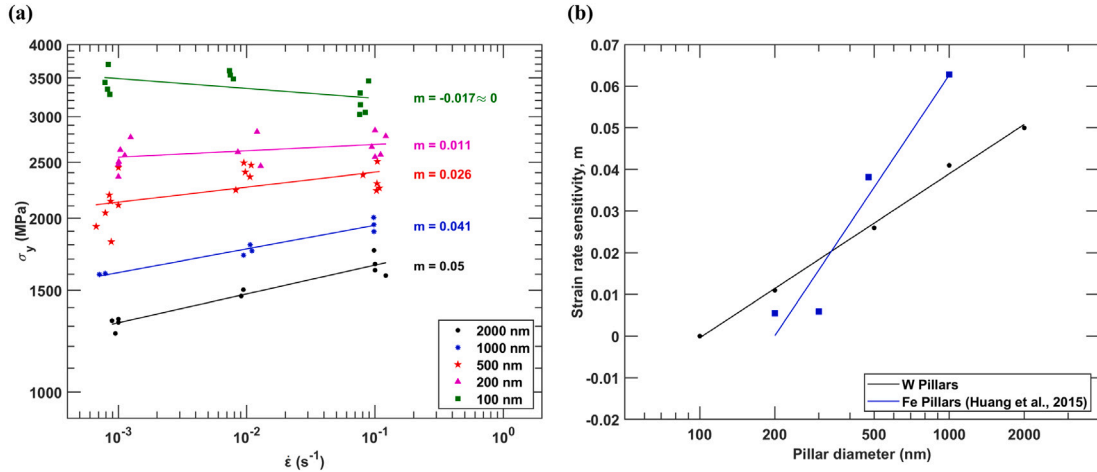 (a)
4000
3500
3000
2500
2000
1500
1000
σy (MPa)
10-3
10-2
10-1
100
ε̇ (s-1)
m = -0.017≈ 0
m = 0.011
m = 0.026
m = 0.041
m = 0.05
2000 nm
1000 nm
500 nm
200 nm
100 nm
(b)
0.07
0.06
0.05
0.04
0.03
0.02
0.01
0
-0.01
-0.02
Strain rate sensitivity, m
100
200
500
1000
2000
Pillar diameter (nm)
W Pillars
Fe Pillars (Huang et al., 2015)